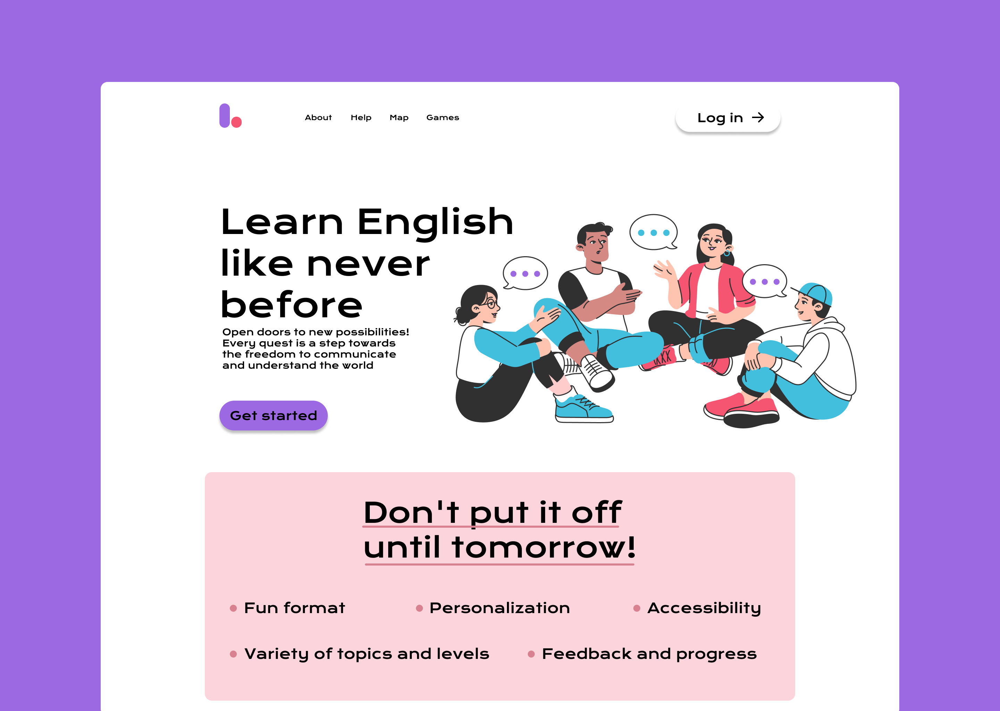 About Help Map Games Log in
Learn English
like never
before
Open doors to new possibilities!
Every quest is a step towards
the freedom to communicate
and understand the world
Get started
Don't put it off
until tomorrow!
Fun format
Personalization
Accessibility
Variety of topics and levels
Feedback and progress